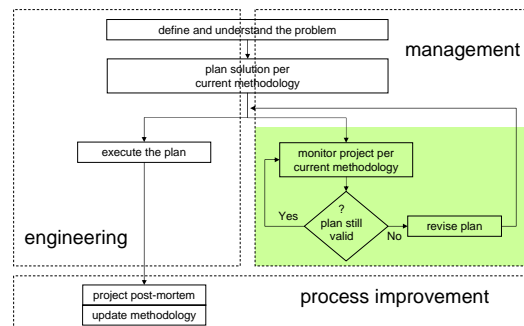 define and understand the problem
management
plan solution per
current methodology
execute the plan
monitor project per
current methodology
?
Yes
plan still
valid
No
revise plan
engineering
project post-mortem
update methodology
process improvement